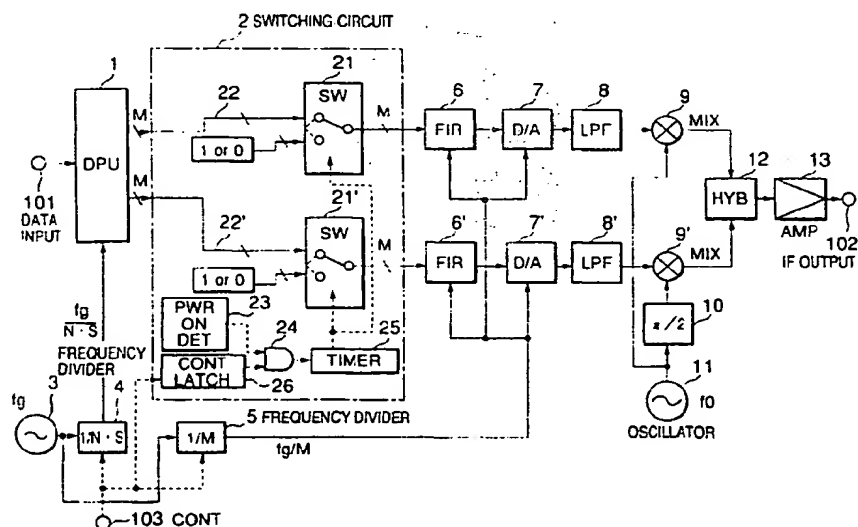 2 SWITCHING CIRCUIT
1
21
6
7
8
9
M
22
SW
M
FIR
D/A
LPF
MIX
1 or 0
DPU
12
13
101
DATA
INPUT
M
21'
HYB
AMP
102
IF OUTPUT
22'
SW
M
6'
7'
8'
9'
FIR
D/A
LPF
MIX
1 or 0
23
PWR
ON
DET
24
25
10
π/2
fg
N · S
FREQUENCY
DIVIDER
CONT
LATCH
26
TIMER
11
fg
3
4
1/N · S
5 FREQUENCY DIVIDER
1/M
fg/M
f0
OSCILLATOR
103 CONT